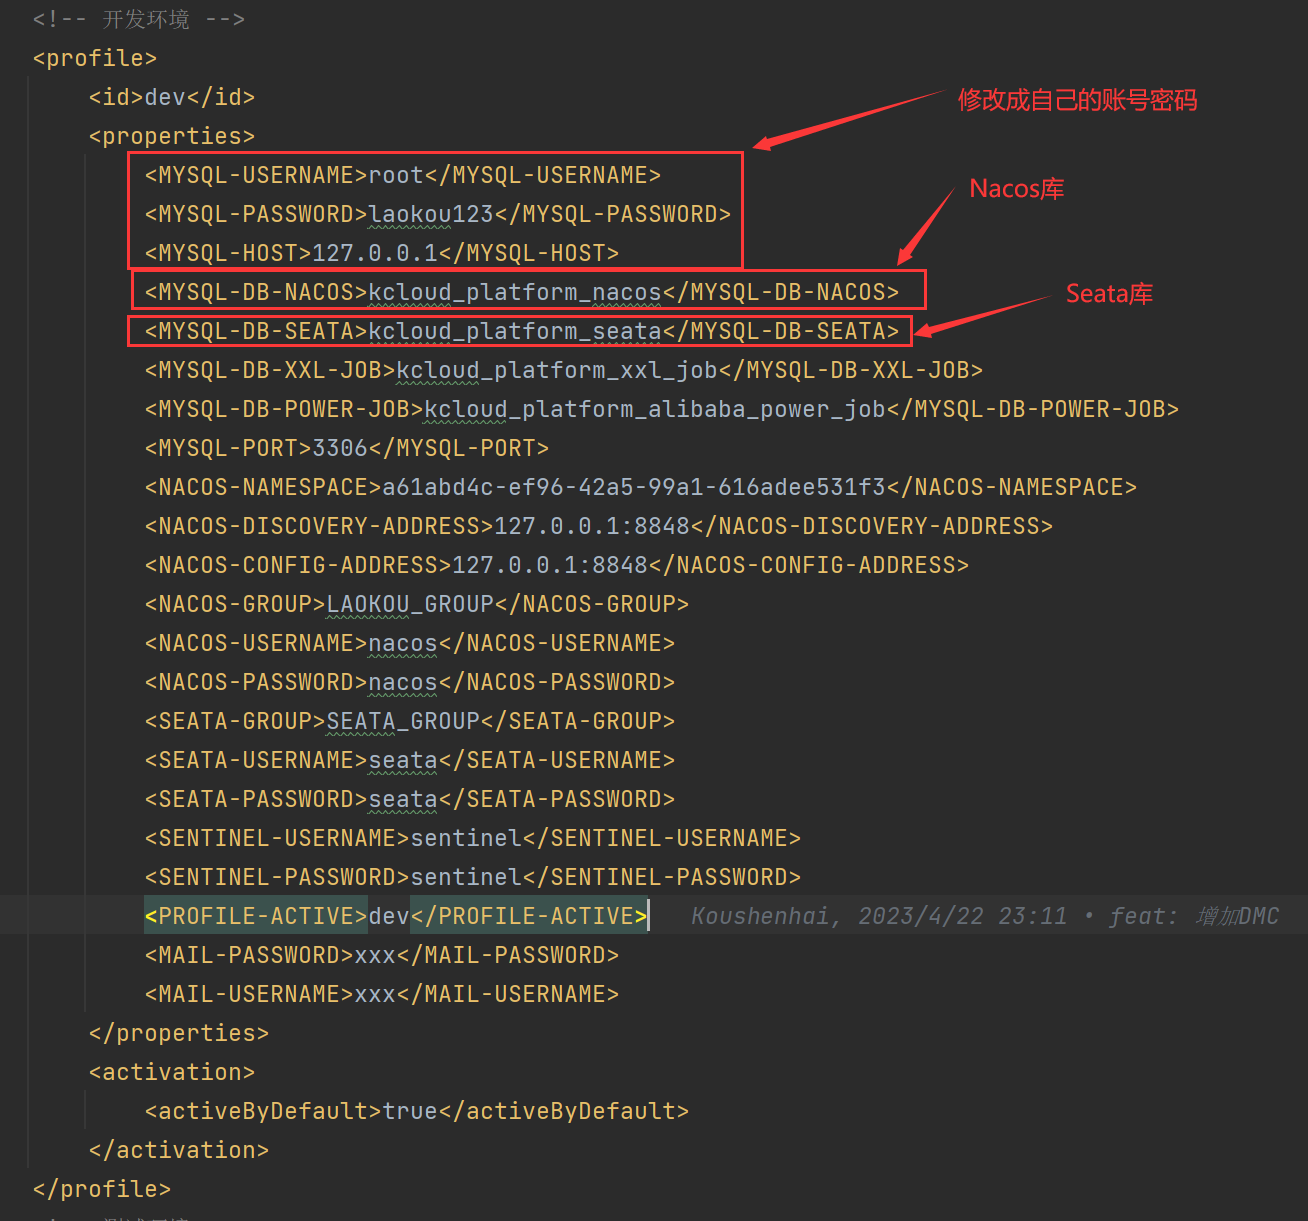 <!-- 开发环境 -->
<profile>
<id>dev</id>
<properties>
修改成自己的账号密码
<MYSQL-USERNAME>root</MYSQL-USERNAME>
Nacos库
<MYSQL-PASSWORD>laokou123</MYSQL-PASSWORD>
<MYSQL-HOST>127.0.0.1</MYSQL-HOST>
<MYSQL-DB-NACOS>kcloud_platform_nacos</MYSQL-DB-NACOS>
Seata库
<MYSQL-DB-SEATA>kcloud_platform_seata</MYSQL-DB-SEATA>
<MYSQL-DB-XXL-JOB>kcloud_platform_xxl_job</MYSQL-DB-XXL-JOB>
<MYSQL-DB-POWER-JOB>kcloud_platform_alibaba_power_job</MYSQL-DB-POWER-JOB>
<MYSQL-PORT>3306</MYSQL-PORT>
<NACOS-NAMESPACE>a61abd4c-ef96-42a5-99a1-616adee531f3</NACOS-NAMESPACE>
<NACOS-DISCOVERY-ADDRESS>127.0.0.1:8848</NACOS-DISCOVERY-ADDRESS>
<NACOS-CONFIG-ADDRESS>127.0.0.1:8848</NACOS-CONFIG-ADDRESS>
<NACOS-GROUP>LAOKOU_GROUP</NACOS-GROUP>
<NACOS-USERNAME>nacos</NACOS-USERNAME>
<NACOS-PASSWORD>nacos</NACOS-PASSWORD>
<SEATA-GROUP>SEATA_GROUP</SEATA-GROUP>
<SEATA-USERNAME>seata</SEATA-USERNAME>
<SEATA-PASSWORD>seata</SEATA-PASSWORD>
<SENTINEL-USERNAME>sentinel</SENTINEL-USERNAME>
<SENTINEL-PASSWORD>sentinel</SENTINEL-PASSWORD>
<PROFILE-ACTIVE>dev</PROFILE-ACTIVE> Koushenhai, 2023/4/22 23:11 • feat: 增加DMC
<MAIL-PASSWORD>xxx</MAIL-PASSWORD>
<MAIL-USERNAME>xxx</MAIL-USERNAME>
</properties>
<activation>
<activeByDefault>true</activeByDefault>
</activation>
</profile>